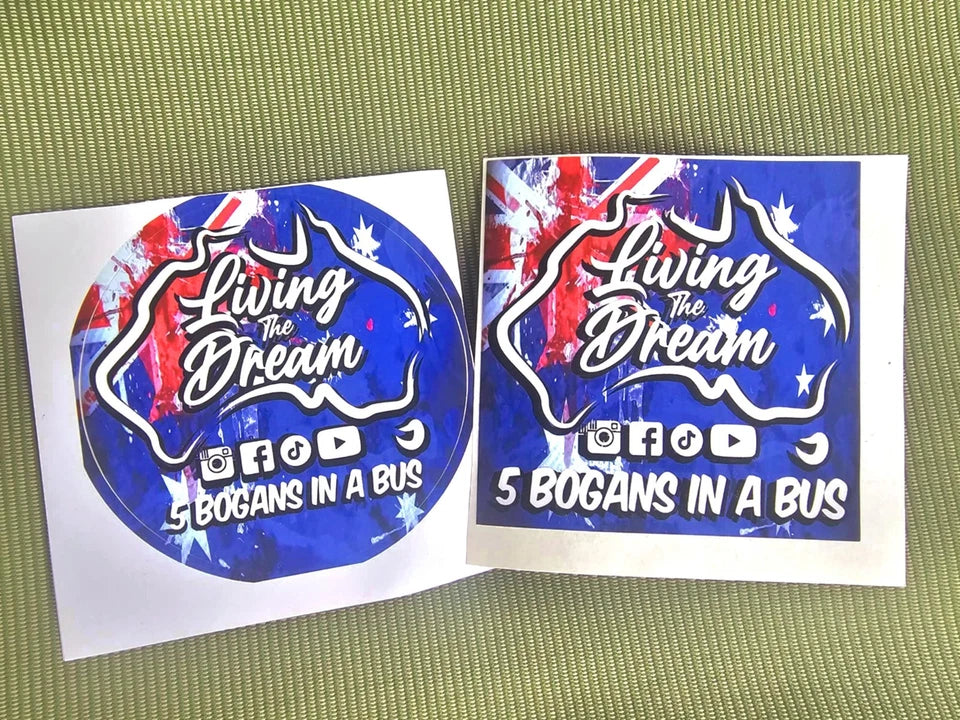 Living
The
Dream
5 BOGANS IN A BUS
Living
The
Dream
5 BOGANS IN A BUS